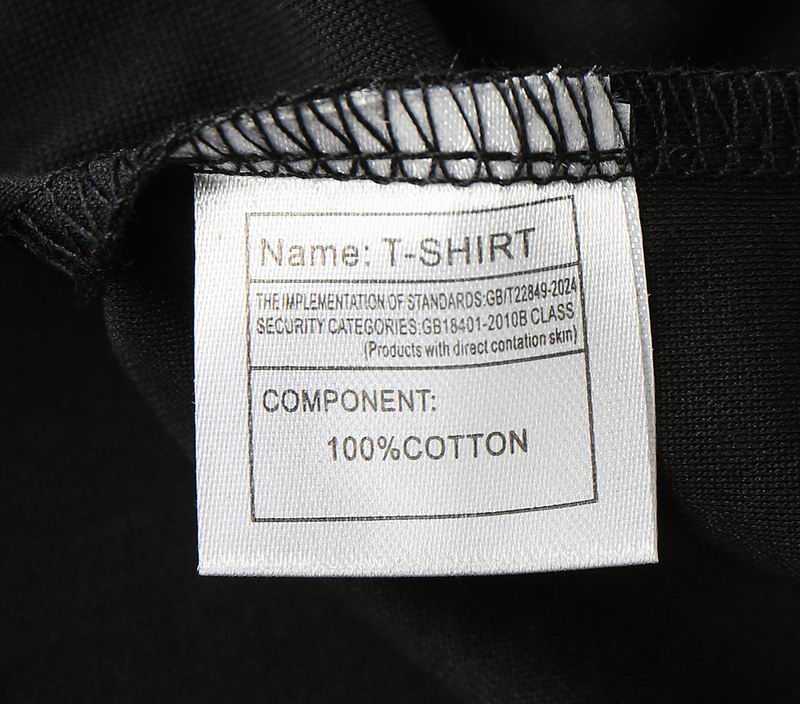 Name: T-SHIRT
THE IMPLEMENTATION OF STANDARDS:GB/T22849-2024
SECURITY CATEGORIES:GB18401-2010B CLASS
(Products with direct contation skin)
COMPONENT:
100%COTTON